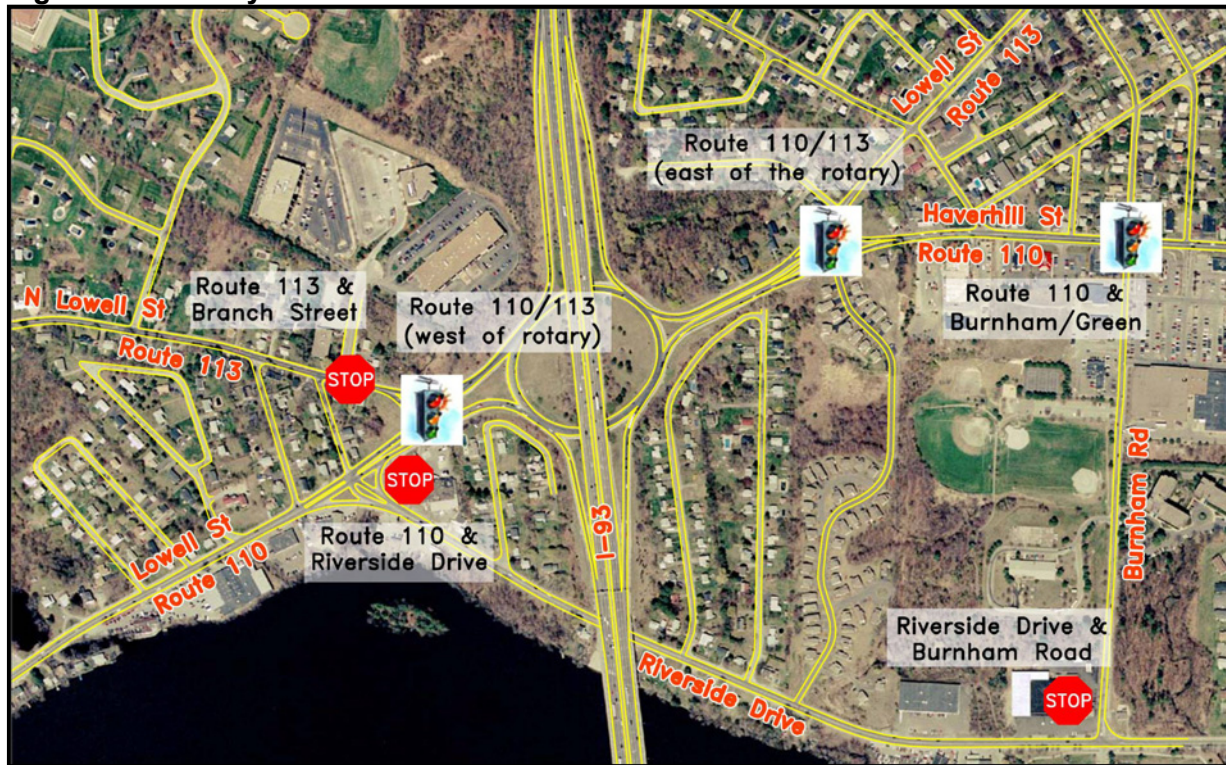 Lowell St
Route 113
Route 110/113
(east of the rotary)
Haverhill St
Route 110
Route 113 &
Branch Street
N Lowell St
Route 113
Route 110/113
(west of rotary)
Route 110 &
Burnham/Green
STOP
STOP
Route 110 &
Riverside Drive
Lowell St
Route 110
I-93
Burnham Rd
Riverside Drive &
Burnham Road
STOP
Riverside Drive